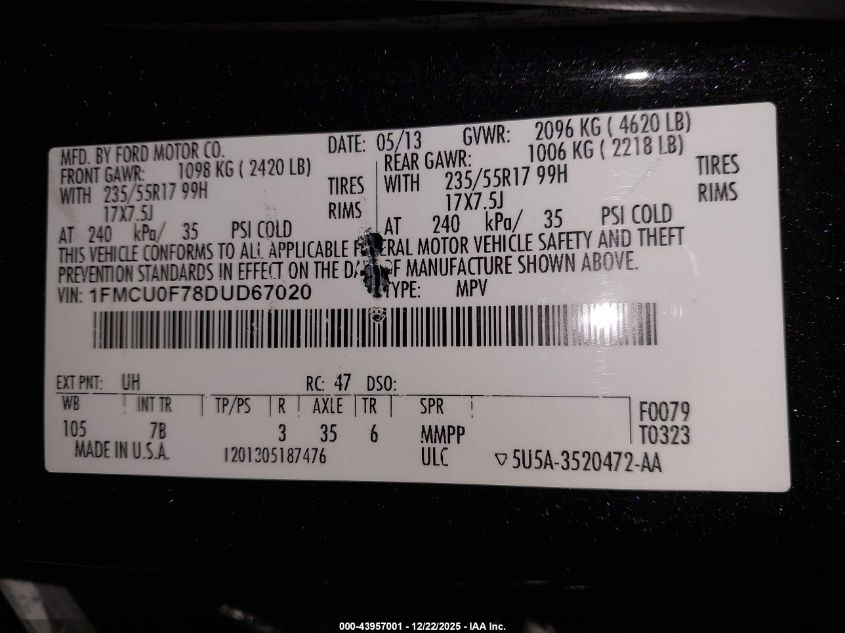 MFD. BY FORD MOTOR CO.
DATE: 05/13 GVWR: 2096 KG ( 4620 LB)
FRONT GAWR: 1098 KG ( 2420 LB)
WITH 235/55R17 99H TIRES
17X7.5J RIMS
AT 240 kPa/ 35 PSI COLD
REAR GAWR: 1006 KG ( 2218 LB)
WITH 235/55R17 99H TIRES
17X7.5J RIMS
AT 240 kPa/ 35 PSI COLD
THIS VEHICLE CONFORMS TO ALL APPLICABLE F ERAL MOTOR VEHICLE SAFETY AND THEFT
PREVENTION STANDARDS IN EFFECT ON THE DA OF MANUFACTURE SHOWN ABOVE.
VIN: 1FMCU0F78DUD67020 TYPE: MPV
EXT PNT: UH RC: 47 DSO:
WB INT TR TP/PS R AXLE TR SPR
105 7B 3 35 6 MMPP
F0079
T0323
MADE IN U.S.A. 1201305187476 ULC 5U5A-3520472-AA
000-43957001 - 12/22/2025 - IAA Inc.